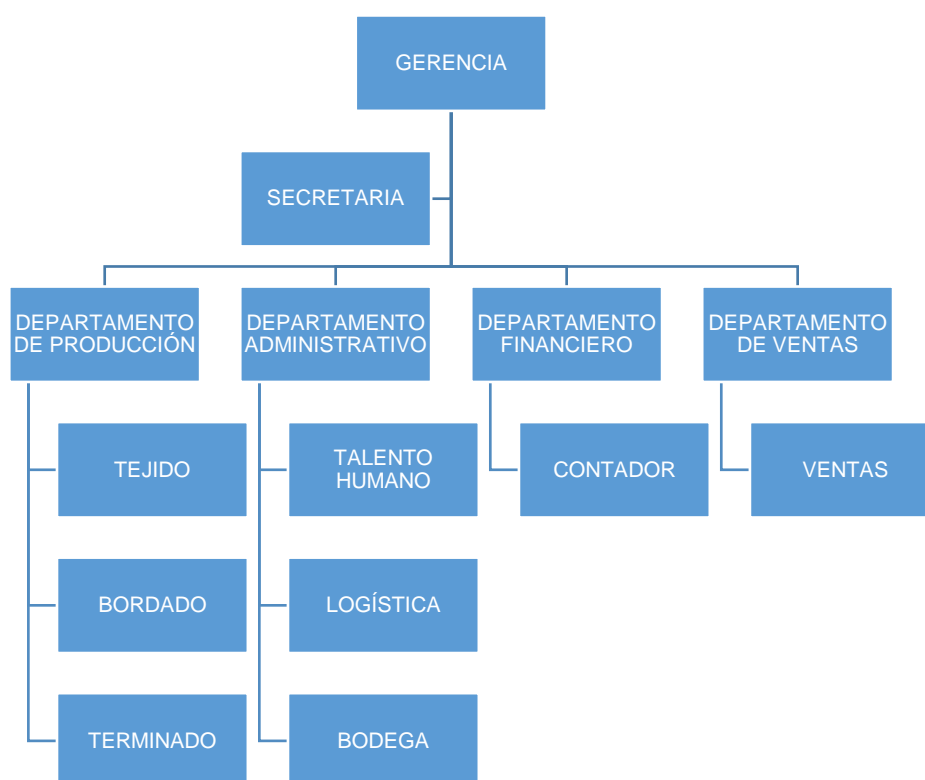 GERENCIA
SECRETARIA
DEPARTAMENTO
DE PRODUCCIÓN
DEPARTAMENTO
ADMINISTRATIVO
DEPARTAMENTO
FINANCIERO
DEPARTAMENTO
DE VENTAS
TEJIDO
TALENTO
HUMANO
CONTADOR
VENTAS
BORDADO
LOGÍSTICA
TERMINADO
BODEGA